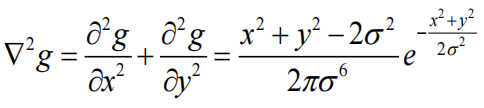 ∇²g = ∂²g/∂x² + ∂²g/∂y² = (x² + y² − 2σ²)/(2πσ⁶) e^(−(x²+y²)/(2σ²))